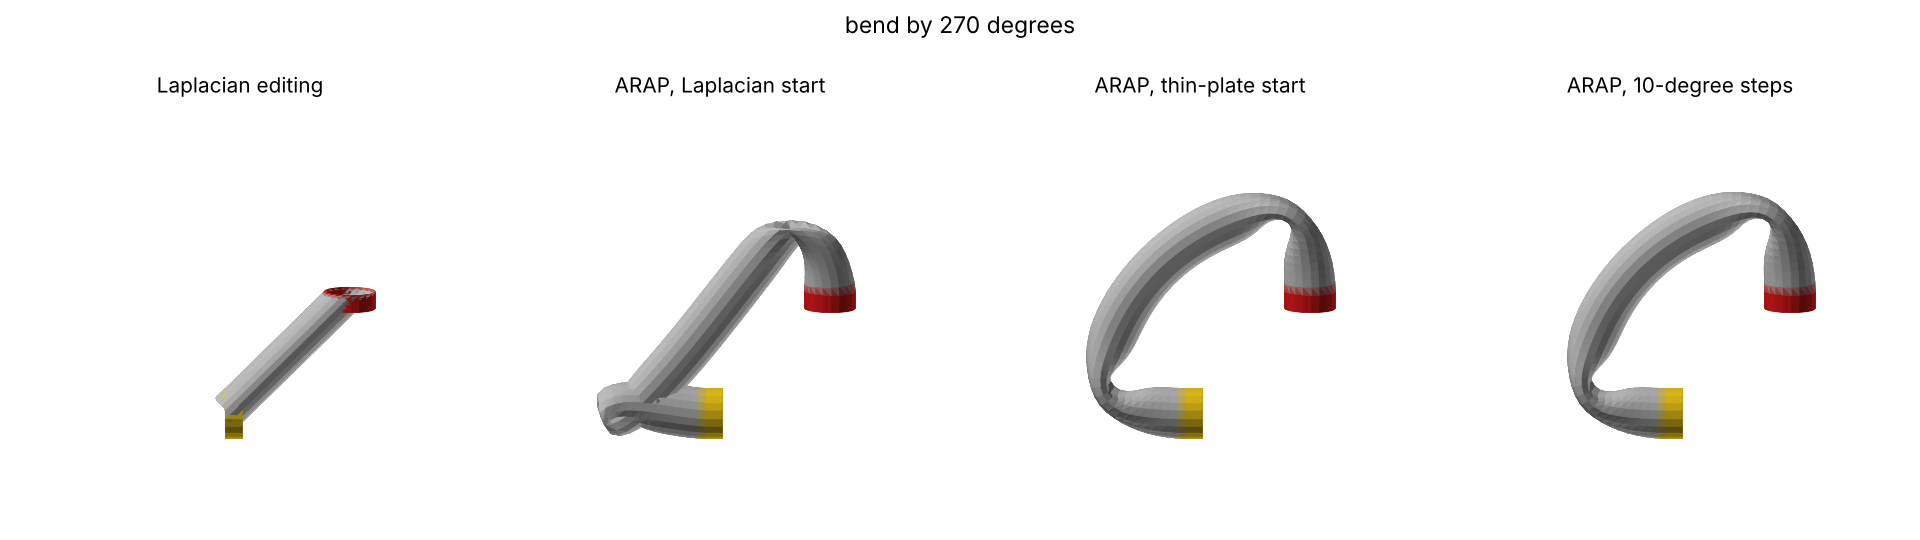 bend by 270 degrees
Laplacian editing
ARAP, Laplacian start
ARAP, thin-plate start
ARAP, 10-degree steps